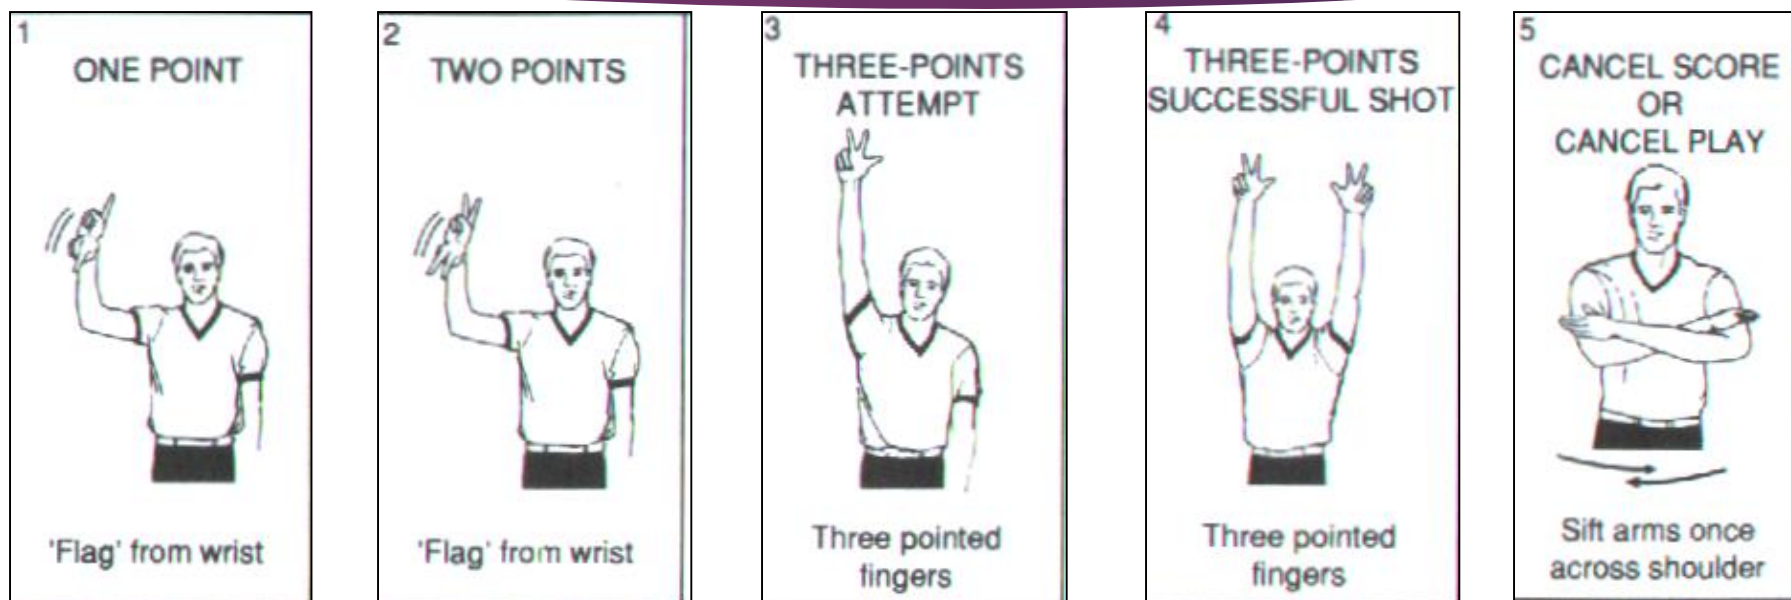 1
ONE POINT
'Flag' from wrist
2
TWO POINTS
'Flag' from wrist
3
THREE-POINTS
ATTEMPT
Three pointed
fingers
4
THREE-POINTS
SUCCESSFUL SHOT
Three pointed
fingers
5
CANCEL SCORE
OR
CANCEL PLAY
Sift arms once
across shoulder